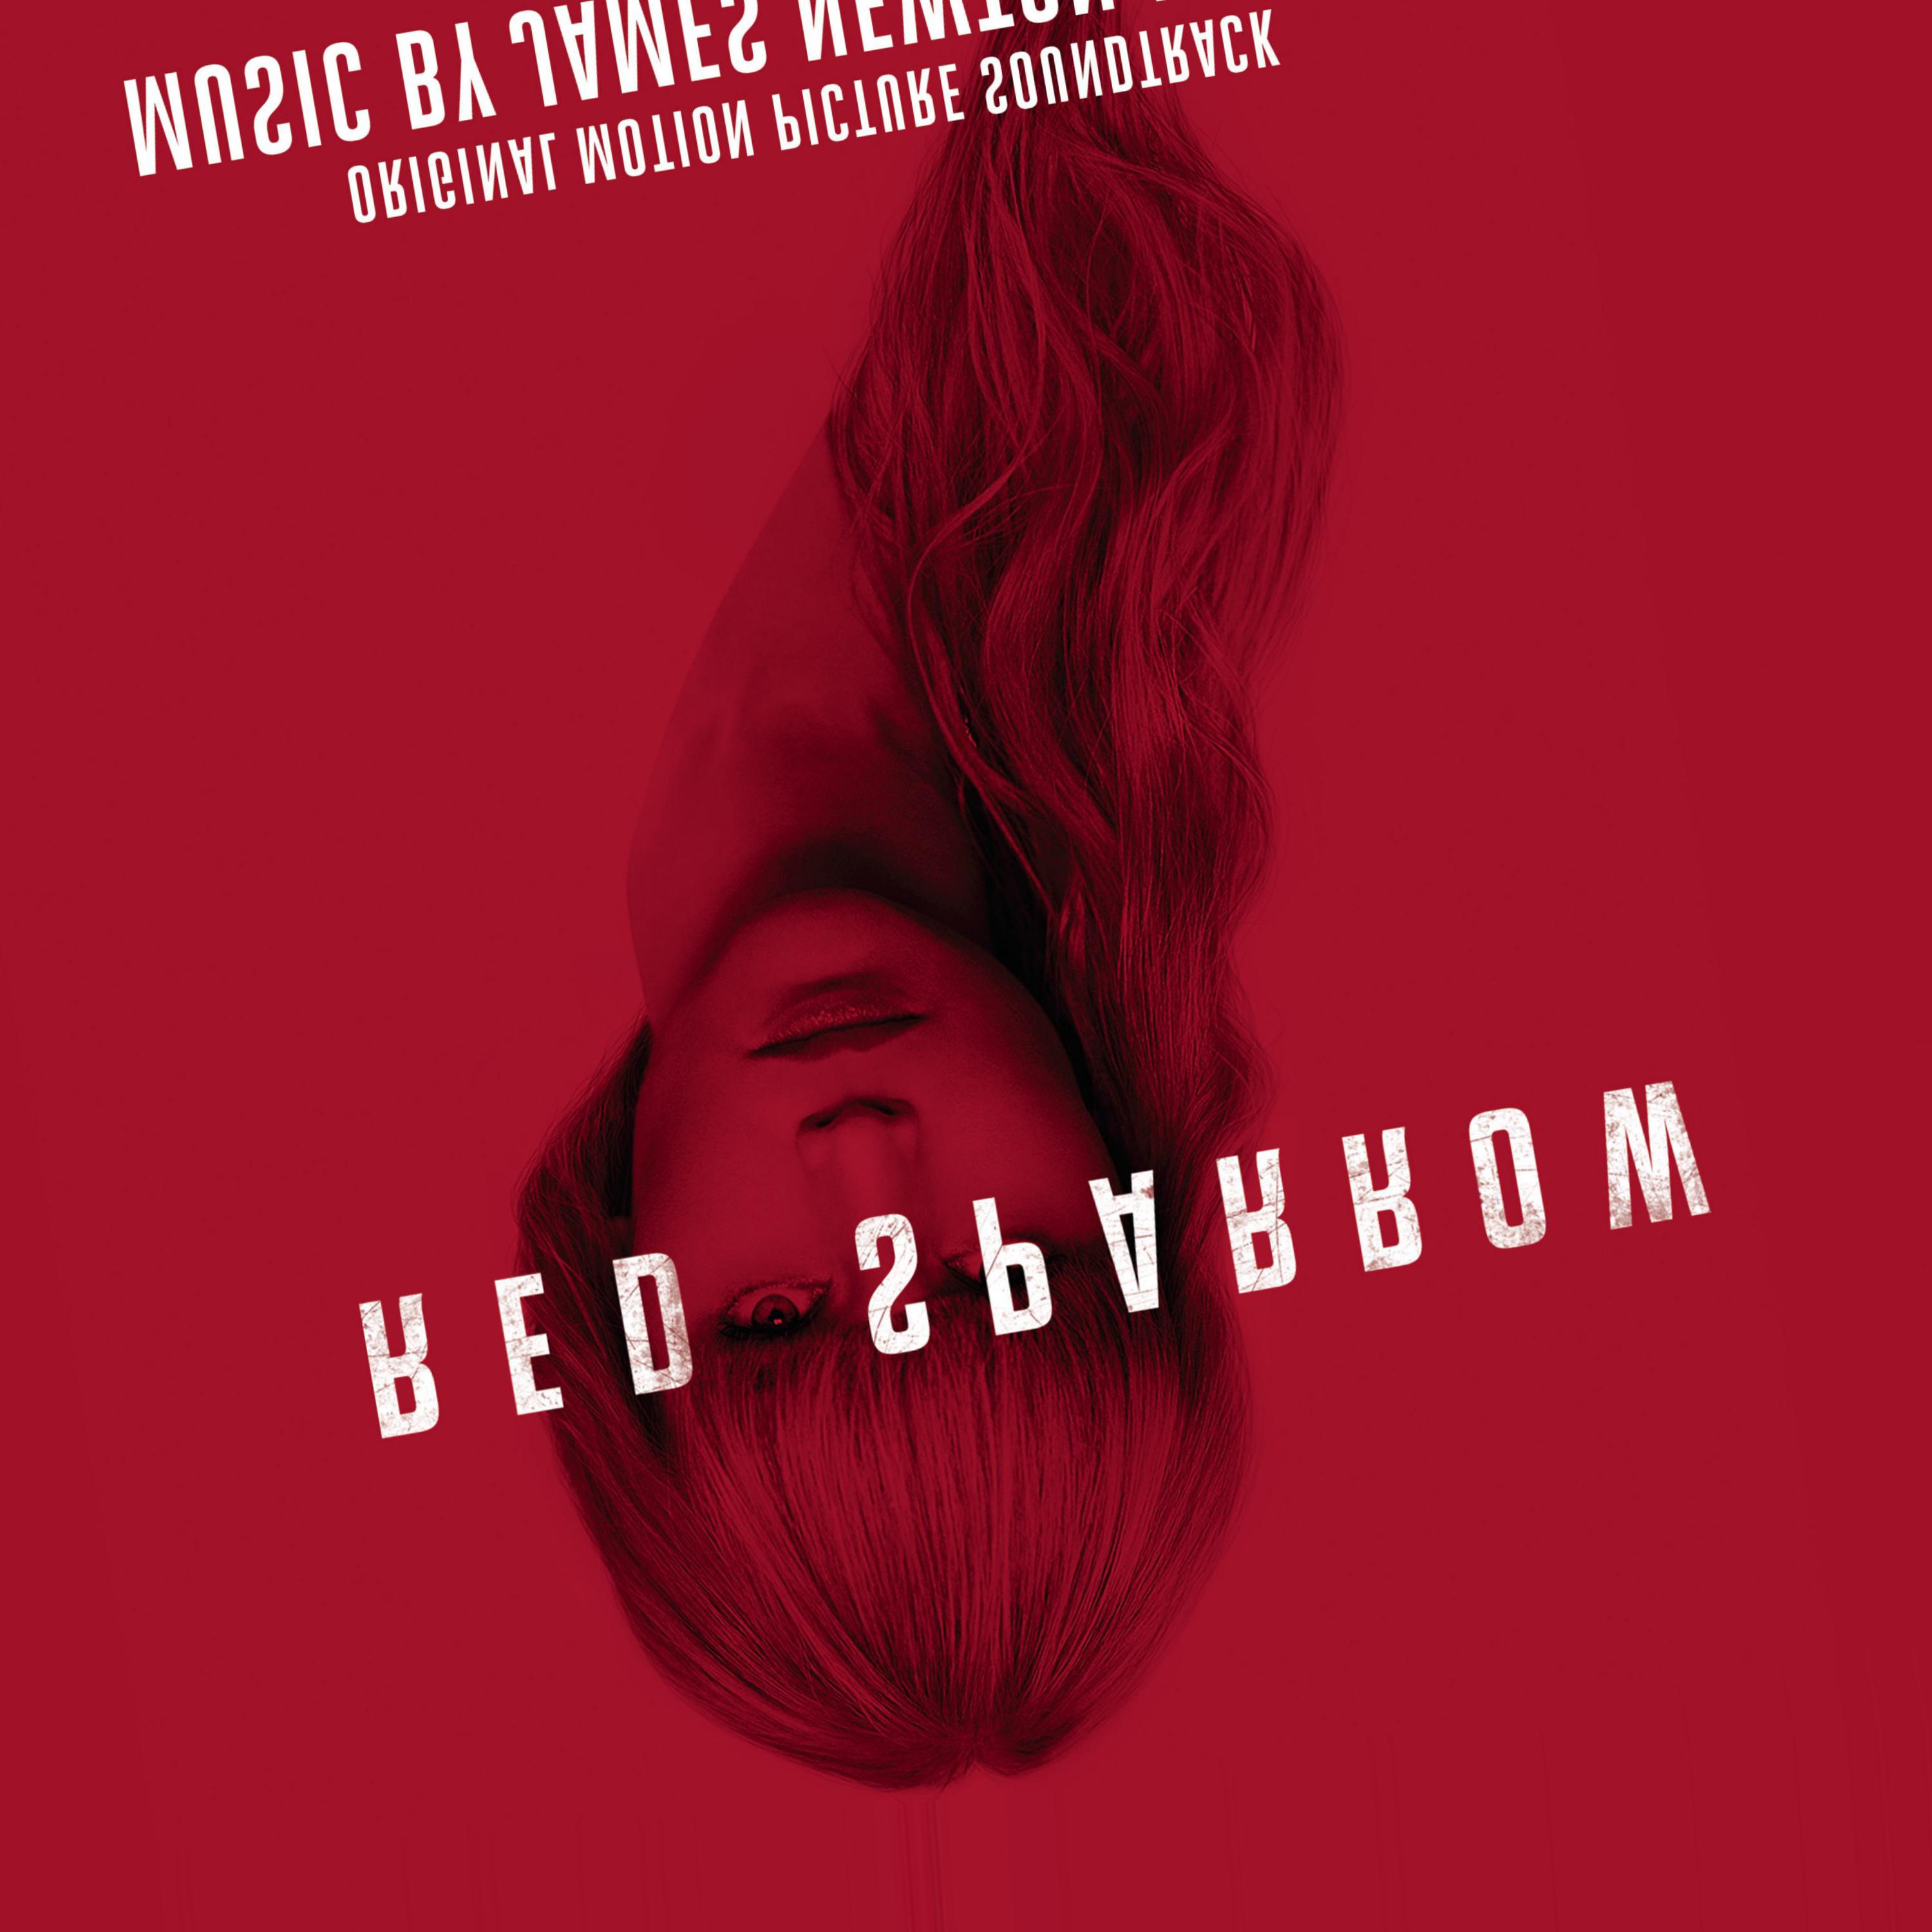 RED SPARROW
ORIGINAL MOTION PICTURE SOUNDTRACK
MUSIC BY JAMES NEWTON